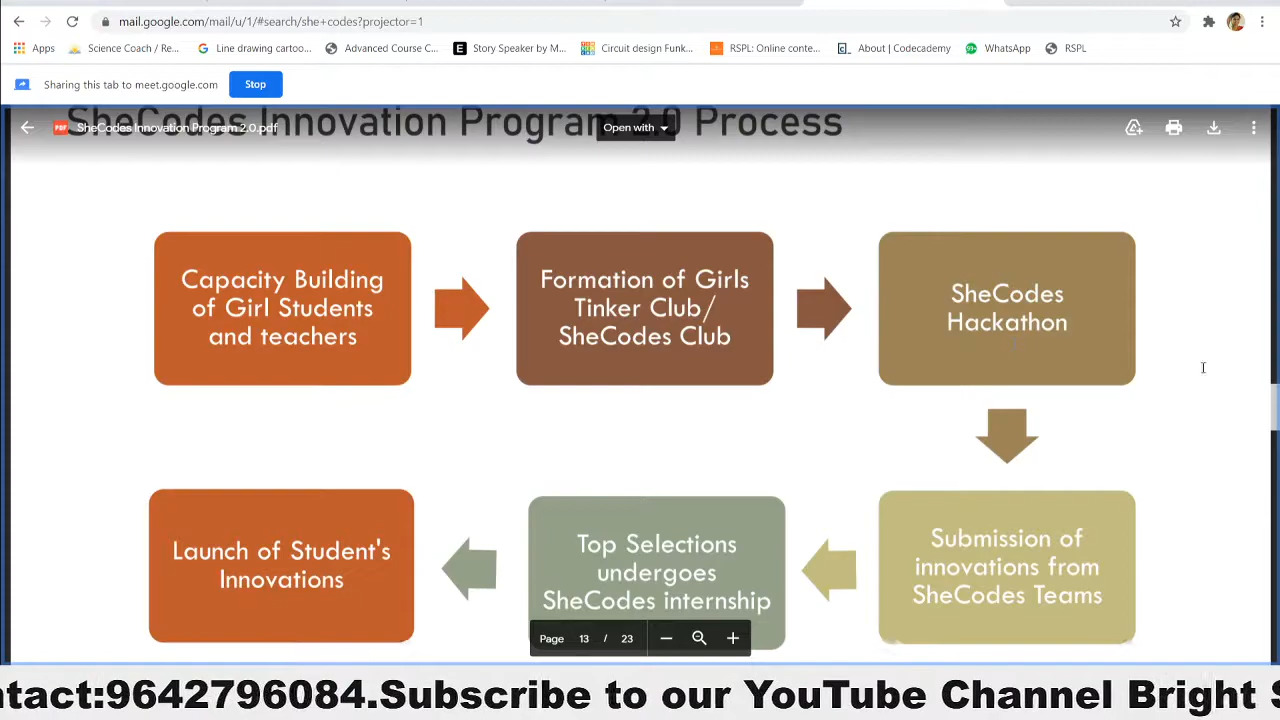 mail.google.com/mail/u/1/#search/she+codes?projector=1
Apps Science Coach / Re... Line drawing cartoo... Advanced Course C... Story Speaker by M... Circuit design Funk... RSPL: Online conte... About | Codecademy WhatsApp RSPL
Sharing this tab to meet.google.com Stop
SheCodes Innovation Program 2.0 Process
PDF SheCodes Innovation Program 2.0.pdf Open with
Capacity Building
of Girl Students
and teachers
Formation of Girls
Tinker Club/
SheCodes Club
SheCodes
Hackathon
Launch of Student's
Innovations
Top Selections
undergoes
SheCodes internship
Submission of
innovations from
SheCodes Teams
Page 13 / 23
ntact:9642796084.Subscribe to our YouTube Channel Bright S